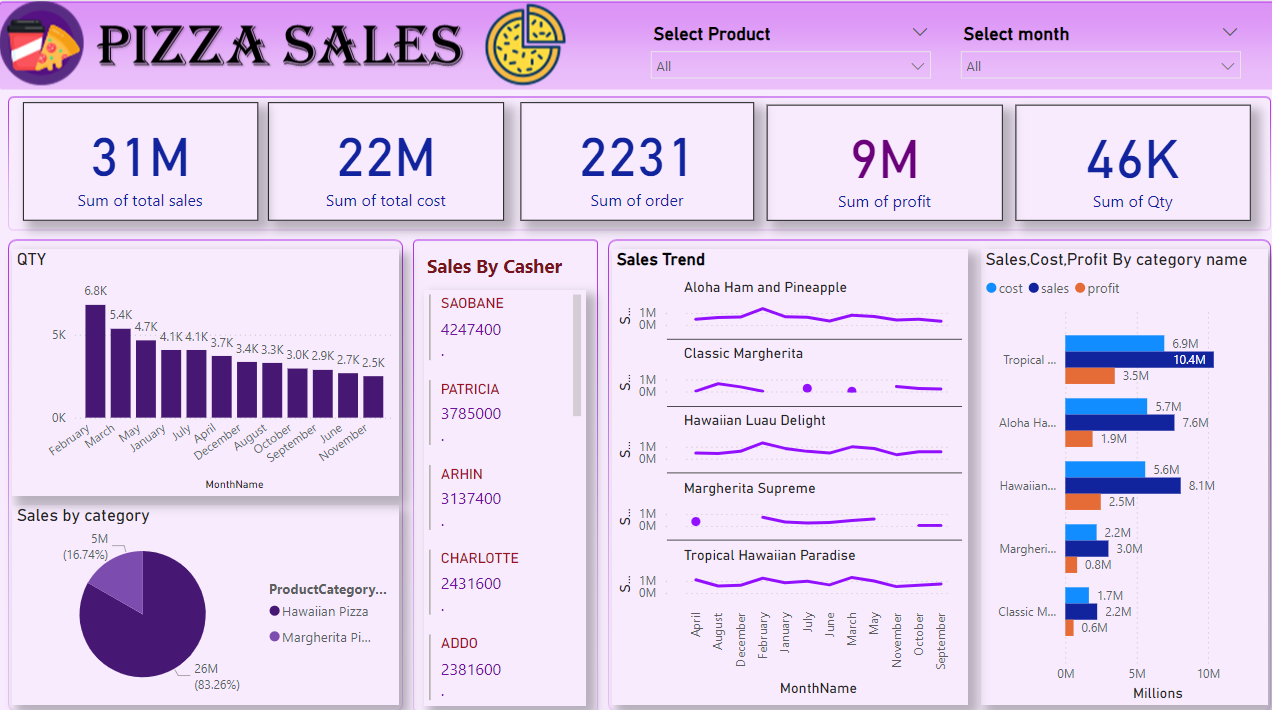 PIZZA SALES
Select Product
All
Select month
All
31M
Sum of total sales
22M
Sum of total cost
2231
Sum of order
9M
Sum of profit
46K
Sum of Qty
QTY
5K
0K
6.8K
5.4K
4.7K
4.1K
4.1K
3.7K
3.4K
3.3K
3.0K
2.9K
2.7K
2.5K
February
March
May
January
July
April
December
August
October
September
June
November
MonthName
Sales by category
5M
(16.74%)
26M
(83.26%)
ProductCategory...
Hawaiian Pizza
Margherita Pi...
Sales By Casher
SAOBANE
4247400
.
PATRICIA
3785000
.
ARHIN
3137400
.
CHARLOTTE
2431600
.
ADDO
2381600
.
Sales Trend
Aloha Ham and Pineapple
S...
1M
0M
Classic Margherita
S...
1M
0M
Hawaiian Luau Delight
S...
1M
0M
Margherita Supreme
S...
1M
0M
Tropical Hawaiian Paradise
S...
1M
0M
April
August
December
February
January
July
June
March
May
November
October
September
MonthName
Sales,Cost,Profit By category name
cost sales profit
Tropical ...
6.9M
10.4M
3.5M
Aloha Ha...
5.7M
7.6M
1.9M
Hawaiian...
5.6M
8.1M
2.5M
Margheri...
2.2M
3.0M
0.8M
Classic M...
1.7M
2.2M
0.6M
0M 5M 10M
Millions